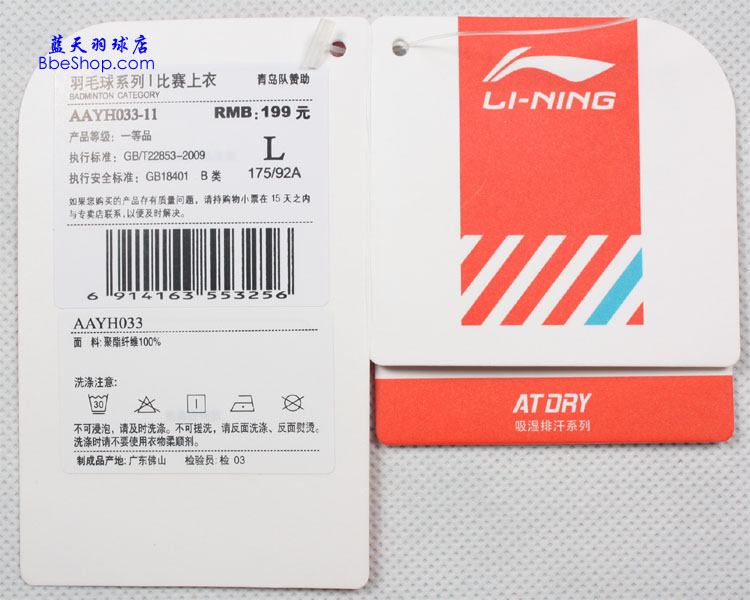 蓝天羽球店
BbeShop.com
羽毛球系列 | 比赛上衣 青岛队赞助
BADMINTON CATEGORY
AAYH033-11 RMB: 199 元
产品等级: 一等品
执行标准: GB/T22853-2009 L
执行安全标准: GB18401 B 类 175/92A
如果您购买的产品存有质量问题，请持购物小票在 15 天之内
与专卖店联系,以便及时解决。
6 914163 553256
AAYH033
面 料: 聚酯纤维100%
洗涤注意:
30
不可浸泡，请及时洗涤。不可搓洗，请反面洗涤、反面熨烫。
洗涤时请不要使用衣物柔顺剂。
制成品产地: 广东佛山 检验员: 检 03
LI-NING
AT DRY
吸湿排汗系列